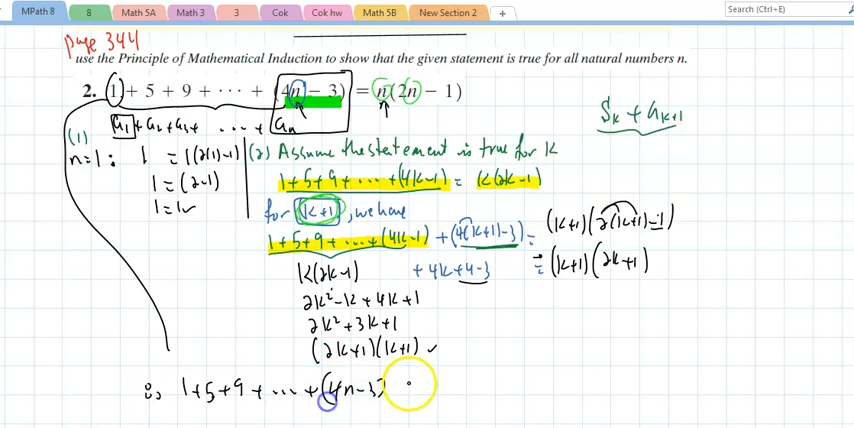 MPath 8 8 Math 5A Math 3 3 Cok Cok hw Math 5B New Section 2 +
Search (Ctrl+E)
page 344
use the Principle of Mathematical Induction to show that the given statement is true for all natural numbers n.
2. 1 + 5 + 9 + ··· + (4n − 3) = n(2n − 1)
a₁ + a₂ + a₃ + ···· + aₙ
Sₖ + aₖ₊₁
(1)
n=1: 1 = 1(2(1)-1)
1 = (2-1)
1 = 1 ✓
(2) Assume the statement is true for k
1+5+9+...+(4k-1) = k(2k-1)
for k+1, we have
1+5+9+...+(4k-1) + (4(k+1)-3) = (k+1)(2(k+1)-1)
k(2k-1) + 4k+4-3 = (k+1)(2k+1)
2k²-k+4k+1
2k²+3k+1
(2k+1)(k+1) ✓
∴ 1+5+9+...+(4n-3)